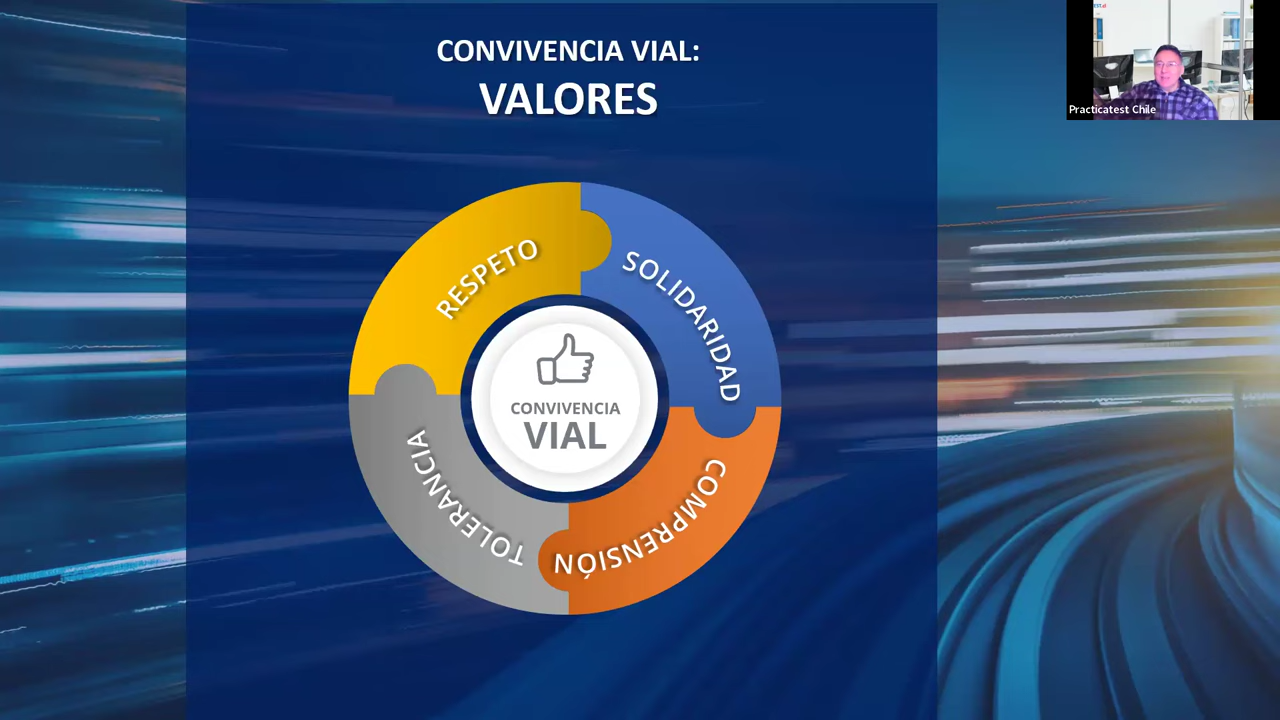 CONVIVENCIA VIAL:
VALORES
Practicatest Chile
RESPETO
SOLIDARIDAD
CONVIVENCIA
VIAL
TOLERANCIA
COMPRENSIÓN